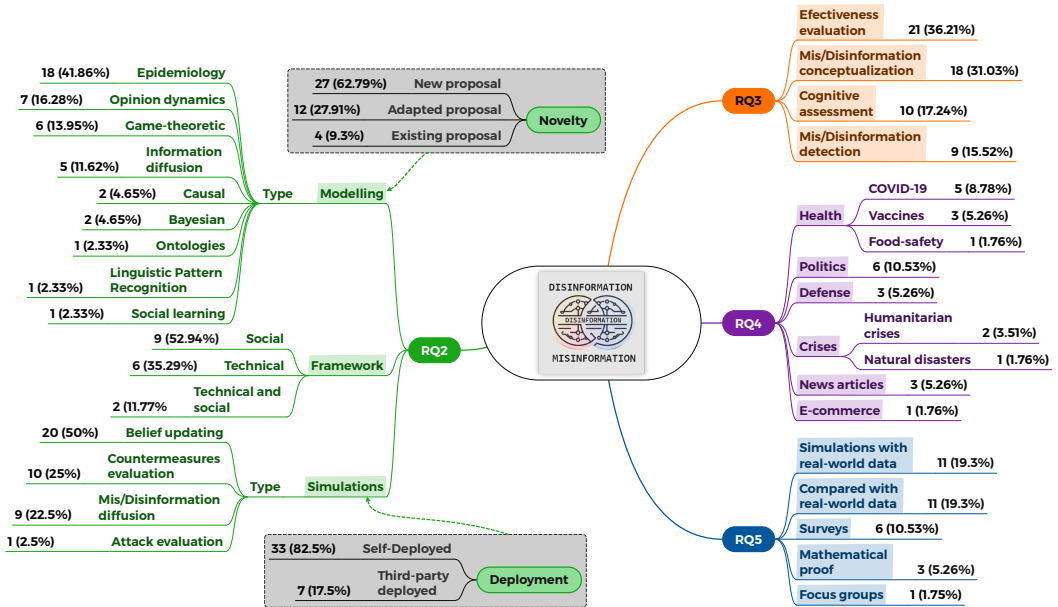 18 (41.86%) Epidemiology
7 (16.28%) Opinion dynamics
6 (13.95%) Game-theoretic
Information
5 (11.62%) diffusion
2 (4.65%) Causal
2 (4.65%) Bayesian
1 (2.33%) Ontologies
Linguistic Pattern
1 (2.33%) Recognition
1 (2.33%) Social learning
Type
Modelling
27 (62.79%) New proposal
12 (27.91%) Adapted proposal
4 (9.3%) Existing proposal
Novelty
9 (52.94%) Social
6 (35.29%) Technical
Technical and
2 (11.77% social
Framework
RQ2
20 (50%) Belief updating
Countermeasures
10 (25%) evaluation
Mis/Disinformation
9 (22.5%) diffusion
1 (2.5%) Attack evaluation
Type
Simulations
33 (82.5%) Self-Deployed
Third-party
7 (17.5%) deployed
Deployment
DISINFORMATION
DISINFORMATION
MISINFORMATION
RQ3
Efectiveness
evaluation 21 (36.21%)
Mis/Disinformation
conceptualization 18 (31.03%)
Cognitive
assessment 10 (17.24%)
Mis/Disinformation
detection 9 (15.52%)
RQ4
Health
COVID-19 5 (8.78%)
Vaccines 3 (5.26%)
Food-safety 1 (1.76%)
Politics 6 (10.53%)
Defense 3 (5.26%)
Crises
Humanitarian
crises 2 (3.51%)
Natural disasters 1 (1.76%)
News articles 3 (5.26%)
E-commerce 1 (1.76%)
RQ5
Simulations with
real-world data 11 (19.3%)
Compared with
real-world data 11 (19.3%)
Surveys 6 (10.53%)
Mathematical
proof 3 (5.26%)
Focus groups 1 (1.75%)